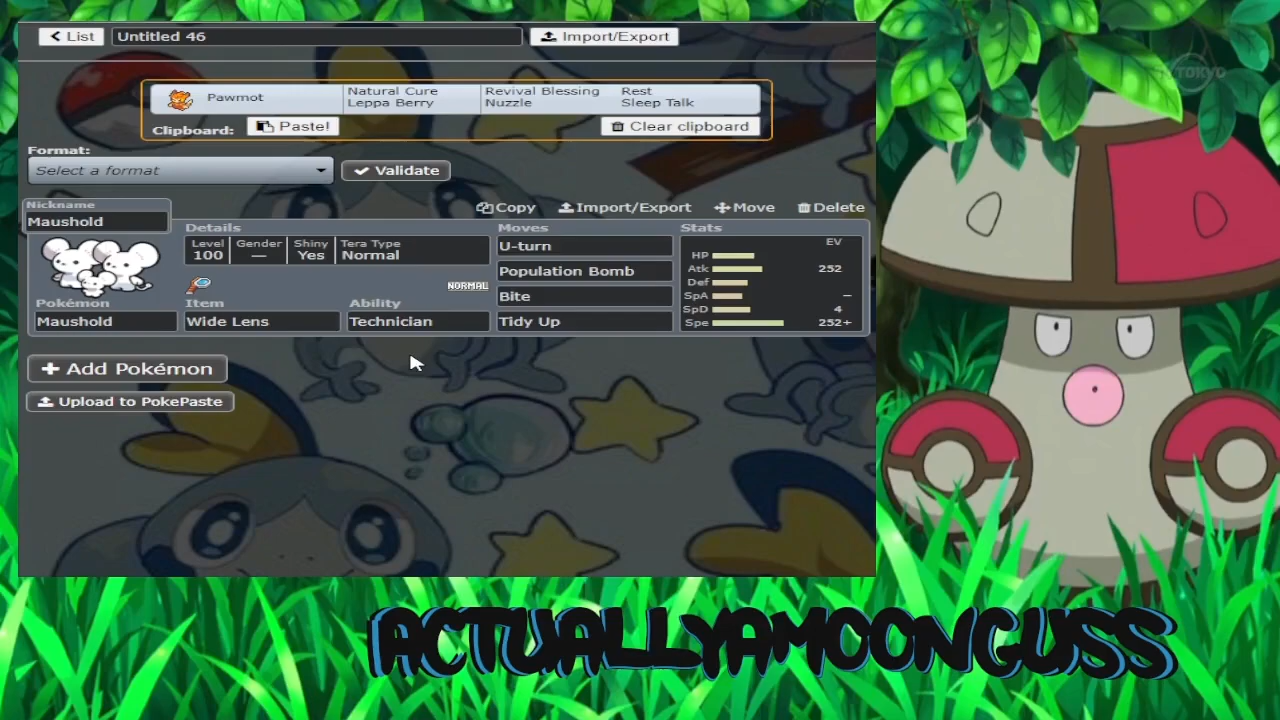 List
Untitled 46
Import/Export
Pawmot
Natural Cure
Leppa Berry
Revival Blessing
Nuzzle
Rest
Sleep Talk
Clipboard:
Paste!
Clear clipboard
Format:
Select a format
Validate
Copy
Import/Export
Move
Delete
Nickname
Maushold
Details
Level
100
Gender
—
Shiny
Yes
Tera Type
Normal
NORMAL
Pokémon
Maushold
Item
Wide Lens
Ability
Technician
Moves
U-turn
Population Bomb
Bite
Tidy Up
Stats
EV
HP
Atk 252
Def
SpA –
SpD 4
Spe 252+
Add Pokémon
Upload to PokePaste
ACTUALLYAMOONGUSS